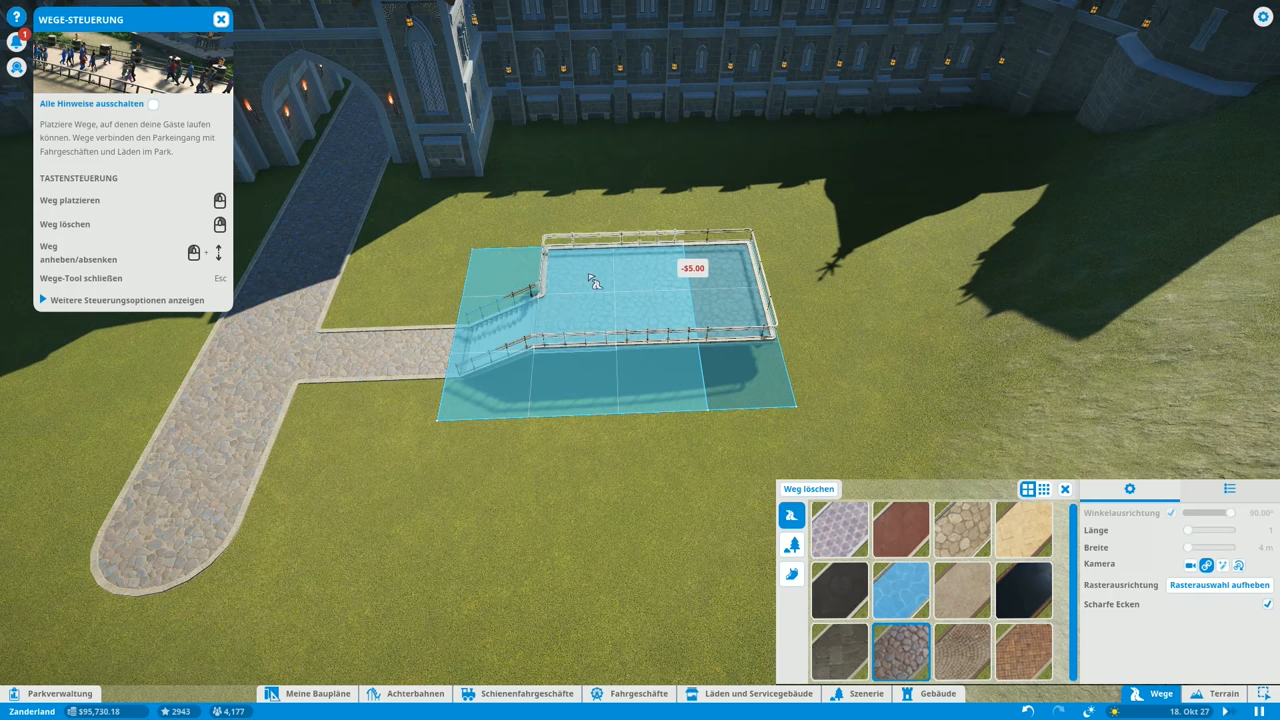 ?
WEGE-STEUERUNG
1
Alle Hinweise ausschalten
Platziere Wege, auf denen deine Gäste laufen
können. Wege verbinden den Parkeingang mit
Fahrgeschäften und Läden im Park.
TASTENSTEUERUNG
Weg platzieren
Weg löschen
Weg
anheben/absenken
+
Wege-Tool schließen Esc
Weitere Steuerungsoptionen anzeigen
-$5.00
Weg löschen
Winkelausrichtung 90.00°
Länge 1
Breite 4 m
Kamera
Rasterausrichtung Rasterauswahl aufheben
Scharfe Ecken
Parkverwaltung Meine Baupläne Achterbahnen Schienenfahrgeschäfte Fahrgeschäfte Läden und Servicegebäude Szenerie Gebäude Wege Terrain
Zanderland $95,730.18 2943 4,177 18. Okt 27